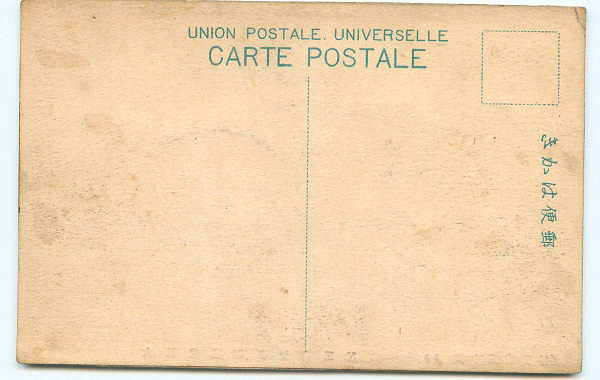 UNION POSTALE. UNIVERSELLE
CARTE POSTALE
郵便はかき